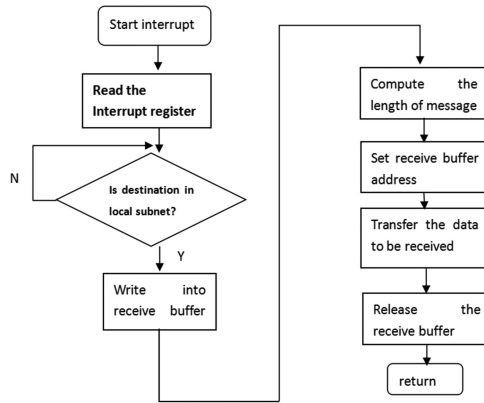 Start interrupt
Read the
Interrupt register
N
Is destination in
local subnet?
Y
Write into
receive buffer
Compute the
length of message
Set receive buffer
address
Transfer the data
to be received
Release the
receive buffer
return